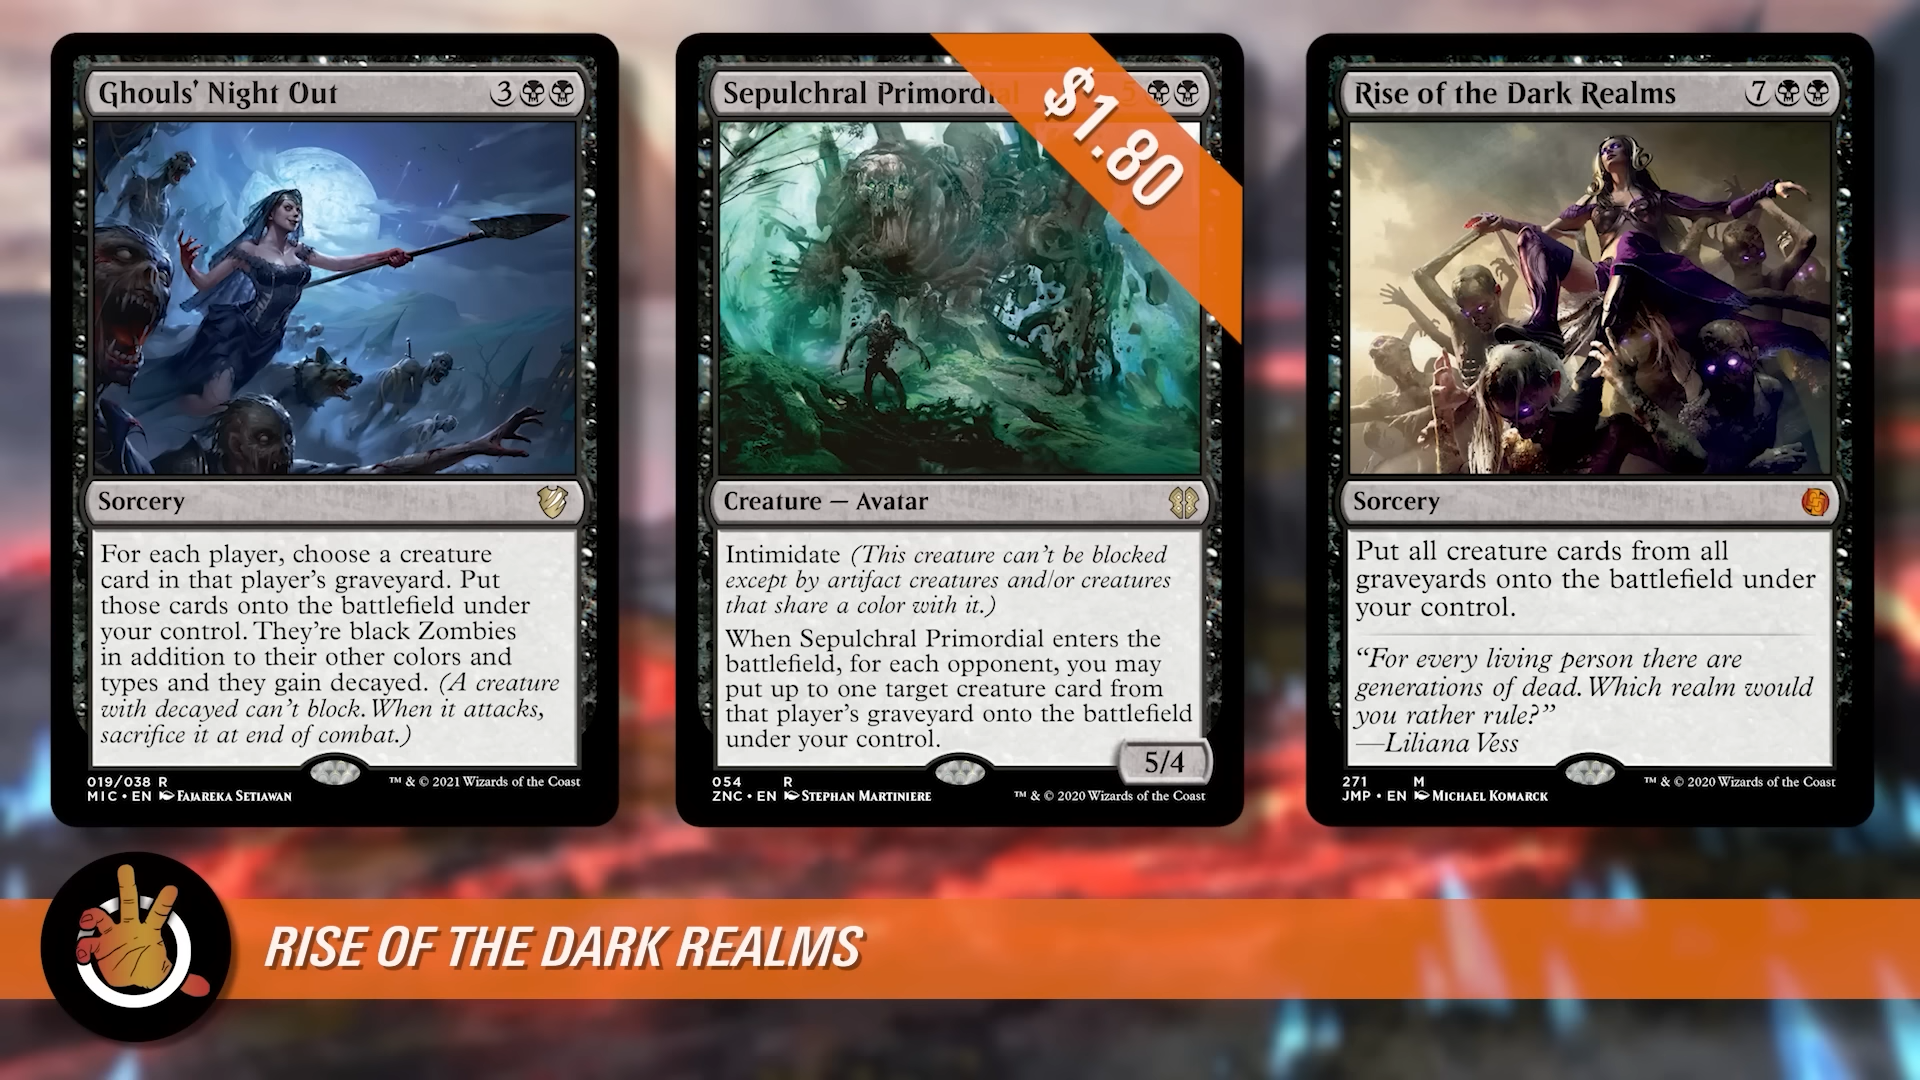 Ghouls' Night Out 3
Sorcery
For each player, choose a creature
card in that player's graveyard. Put
those cards onto the battlefield under
your control. They're black Zombies
in addition to their other colors and
types and they gain decayed. (A creature
with decayed can't block. When it attacks,
sacrifice it at end of combat.)
019/038 R
MIC • EN FAJAREKA SETIAWAN
™ & © 2021 Wizards of the Coast
Sepulchral Primordial 5
$1.80
Creature — Avatar
Intimidate (This creature can't be blocked
except by artifact creatures and/or creatures
that share a color with it.)
When Sepulchral Primordial enters the
battlefield, for each opponent, you may
put up to one target creature card from
that player's graveyard onto the battlefield
under your control.
5/4
054 R
ZNC • EN STEPHAN MARTINIERE
™ & © 2020 Wizards of the Coast
Rise of the Dark Realms 7
Sorcery
Put all creature cards from all
graveyards onto the battlefield under
your control.
“For every living person there are
generations of dead. Which realm would
you rather rule?”
—Liliana Vess
271 M
JMP • EN MICHAEL KOMARCK
™ & © 2020 Wizards of the Coast
RISE OF THE DARK REALMS